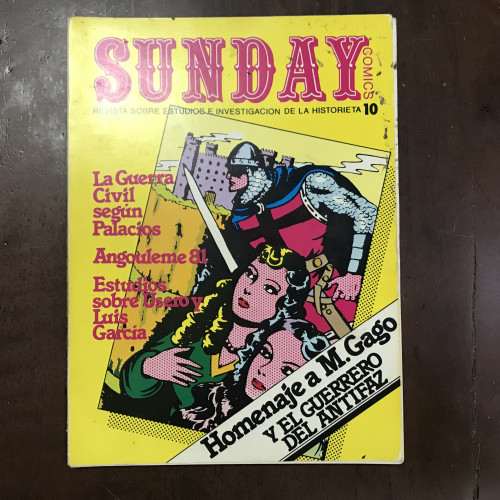 SUNDAY
COMICS
REVISTA SOBRE ESTUDIOS E INVESTIGACION DE LA HISTORIETA 10
La Guerra
Civil
según
Palacios
Angouleme 81
Estudios
sobre Usero y
Luis
García
Homenaje a M. Gago
Y EL GUERRERO
DEL ANTIFAZ